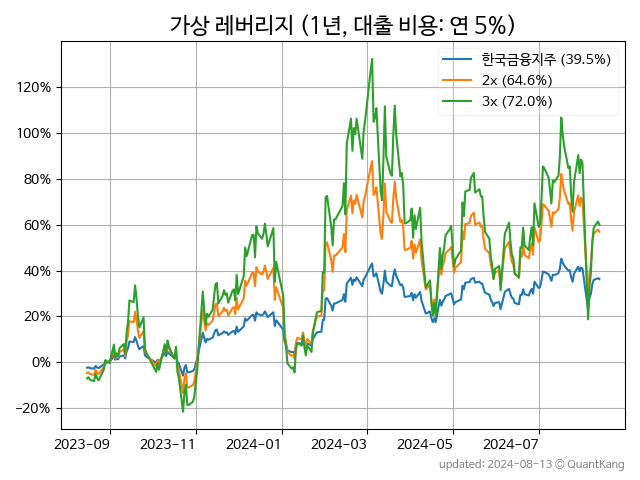 가상 레버리지 (1년, 대출 비용: 연 5%)
한국금융지주 (39.5%)
2x (64.6%)
3x (72.0%)
120%
100%
80%
60%
40%
20%
0%
−20%
2023-09
2023-11
2024-01
2024-03
2024-05
2024-07
updated: 2024-08-13 © QuantKang